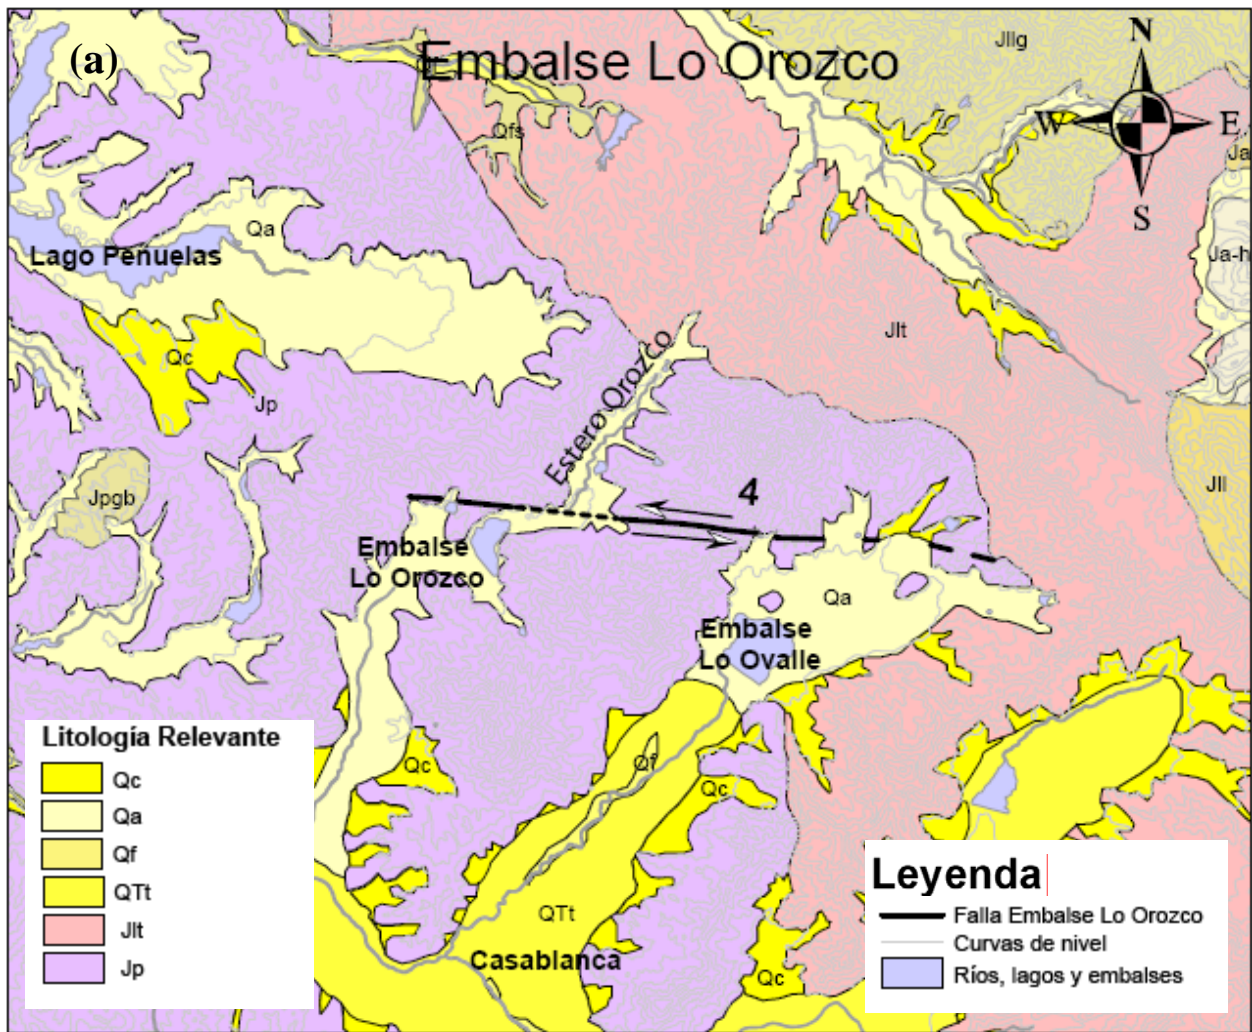 (a)
Embalse Lo Orozco
Jllg
N
W
E
S
Qfs
Ja
Qa
Lago Peñuelas
Ja-h
Qc
Jlt
Jp
Estero Orozco
Jpgb
4
Jll
Embalse
Lo Orozco
Qa
Embalse
Lo Ovalle
Litología Relevante
Qc
Qa
Qf
QTt
Jlt
Jp
Qc
Qf
Qc
QTt
Casablanca
Qc
Leyenda
Falla Embalse Lo Orozco
Curvas de nivel
Ríos, lagos y embalses